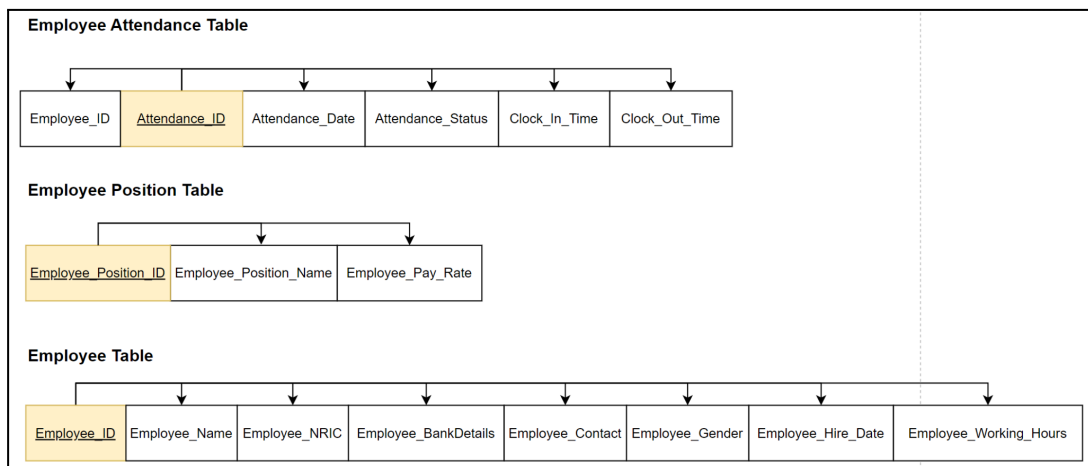 Employee Attendance Table
Employee_ID Attendance_ID Attendance_Date Attendance_Status Clock_In_Time Clock_Out_Time
Employee Position Table
Employee_Position_ID Employee_Position_Name Employee_Pay_Rate
Employee Table
Employee_ID Employee_Name Employee_NRIC Employee_BankDetails Employee_Contact Employee_Gender Employee_Hire_Date Employee_Working_Hours